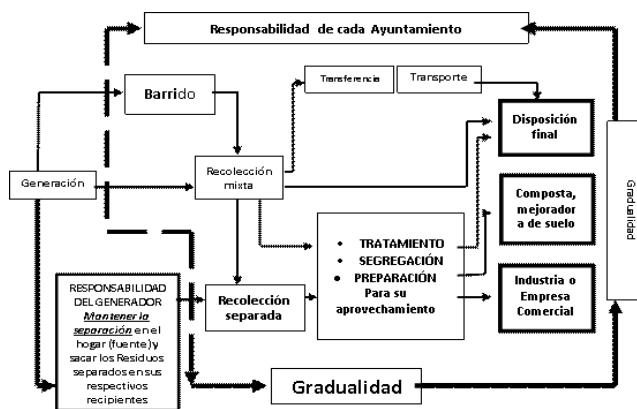 Responsabilidad de cada Ayuntamiento
Transferencia
Transporte
Barrido
Disposición
final
Generación
Recolección
mixta
Composta,
mejorador
a de suelo
• TRATAMIENTO
• SEGREGACIÓN
• PREPARACIÓN
Para su
aprovechamiento
Industria o
Empresa
Comercial
RESPONSABILIDAD
DEL GENERADOR
Mantener la
separación en el
hogar (fuente) y
sacar los Residuos
separados en sus
respectivos
recipientes
Recolección
separada
Gradualidad
Gradualidad